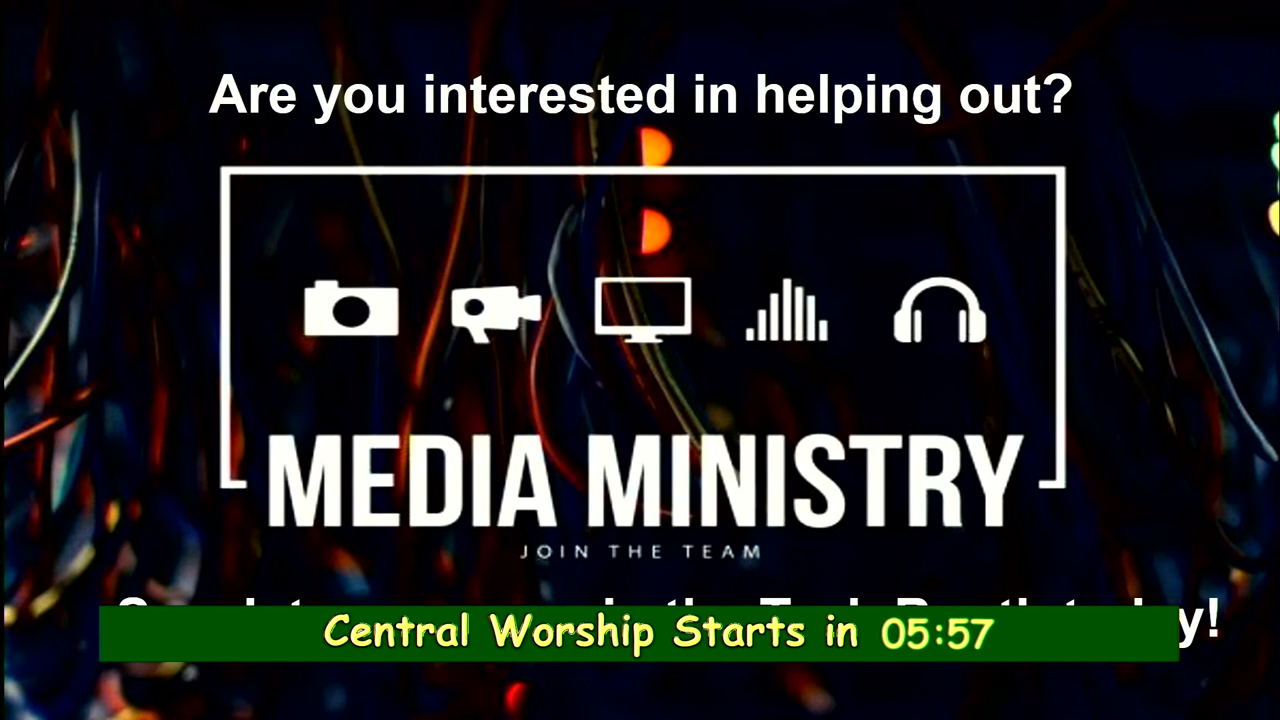 Are you interested in helping out?
MEDIA MINISTRY
JOIN THE TEAM
Central Worship Starts in 05:57